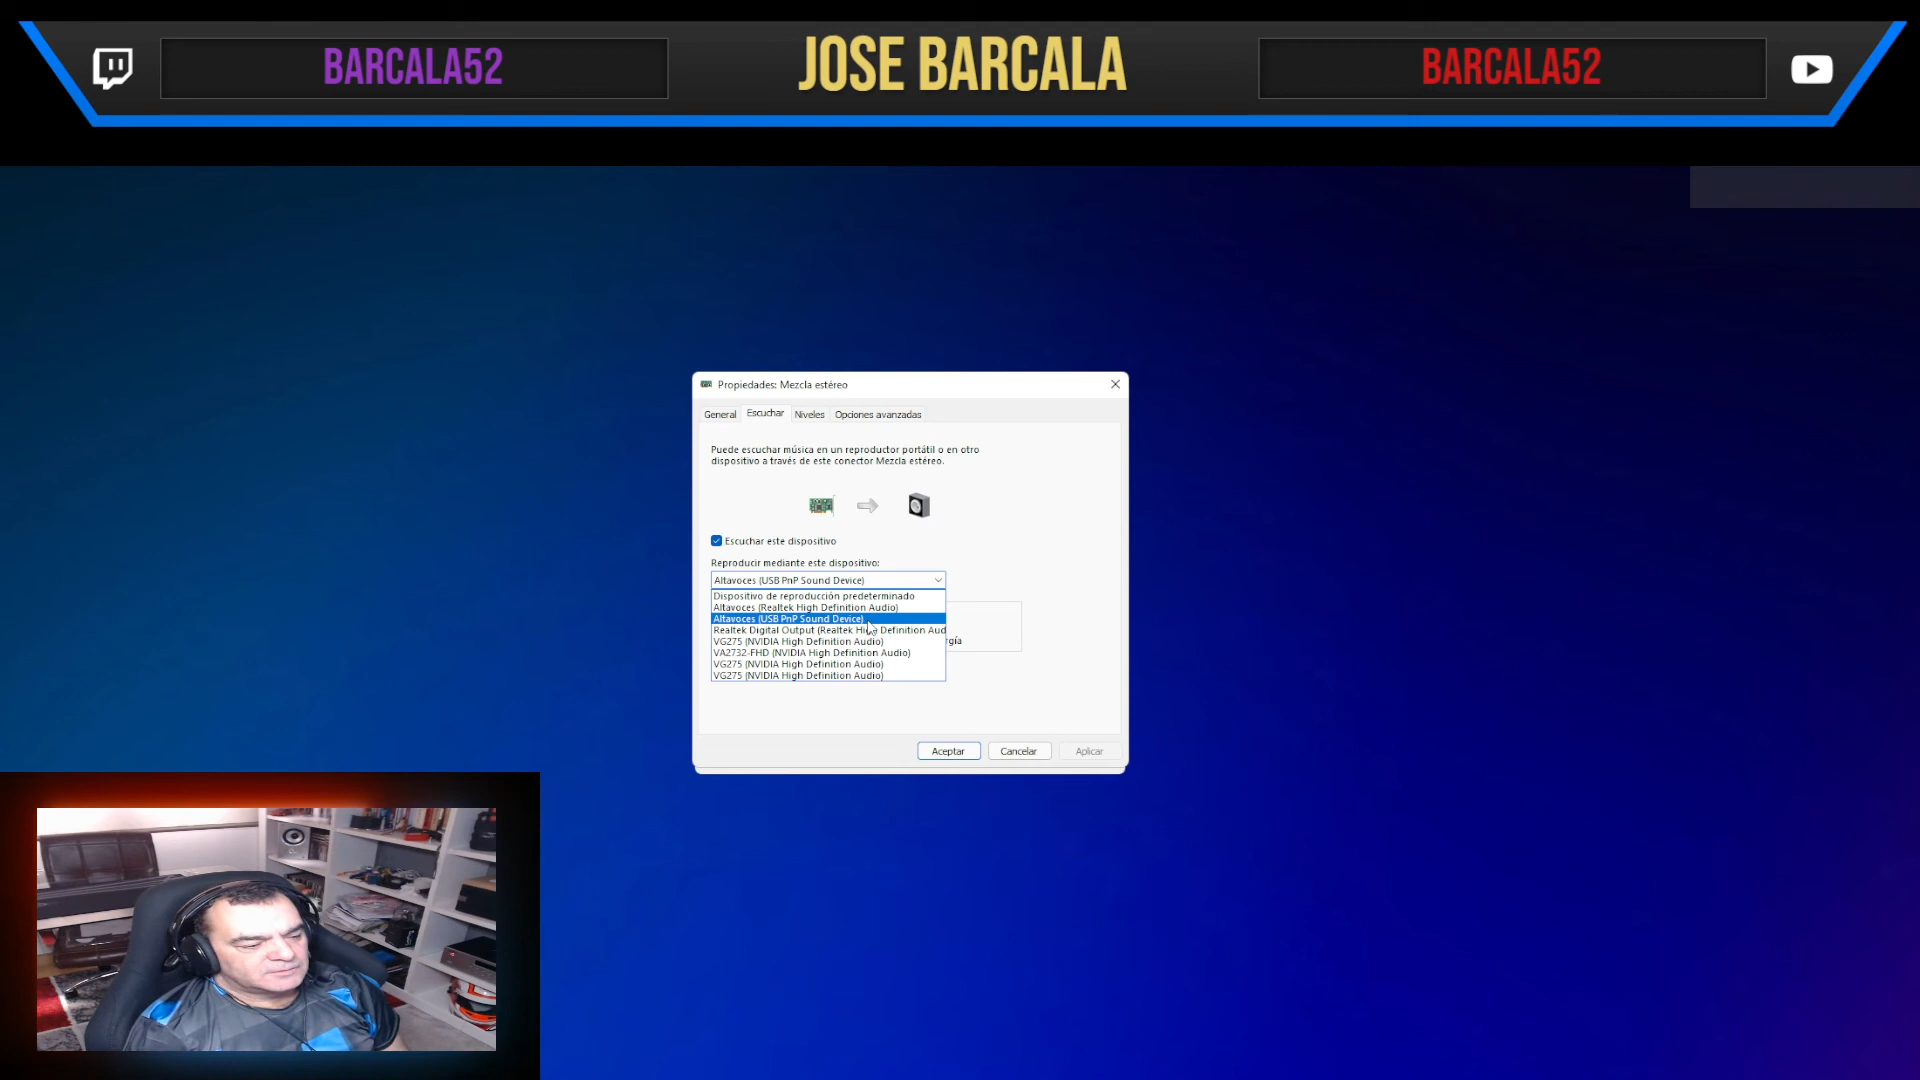 BARCALA52
JOSE BARCALA
BARCALA52
Propiedades: Mezcla estéreo
General
Escuchar
Niveles
Opciones avanzadas
Puede escuchar música en un reproductor portátil o en otro
dispositivo a través de este conector Mezcla estéreo.
Escuchar este dispositivo
Reproducir mediante este dispositivo:
Altavoces (USB PnP Sound Device)
Dispositivo de reproducción predeterminado
Altavoces (Realtek High Definition Audio)
Altavoces (USB PnP Sound Device)
Realtek Digital Output (Realtek High Definition Aud
VG275 (NVIDIA High Definition Audio)
rgía
VA2732-FHD (NVIDIA High Definition Audio)
VG275 (NVIDIA High Definition Audio)
VG275 (NVIDIA High Definition Audio)
Aceptar
Cancelar
Aplicar